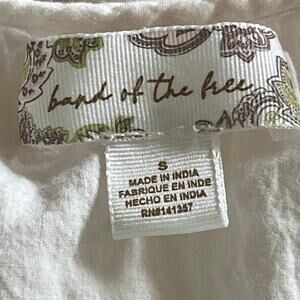 band of the free
S
MADE IN INDIA
FABRIQUE EN INDE
HECHO EN INDIA
RN#141357